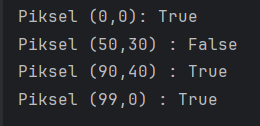 Piksel (0,0): True
Piksel (50,30) : False
Piksel (90,40) : True
Piksel (99,0) : True